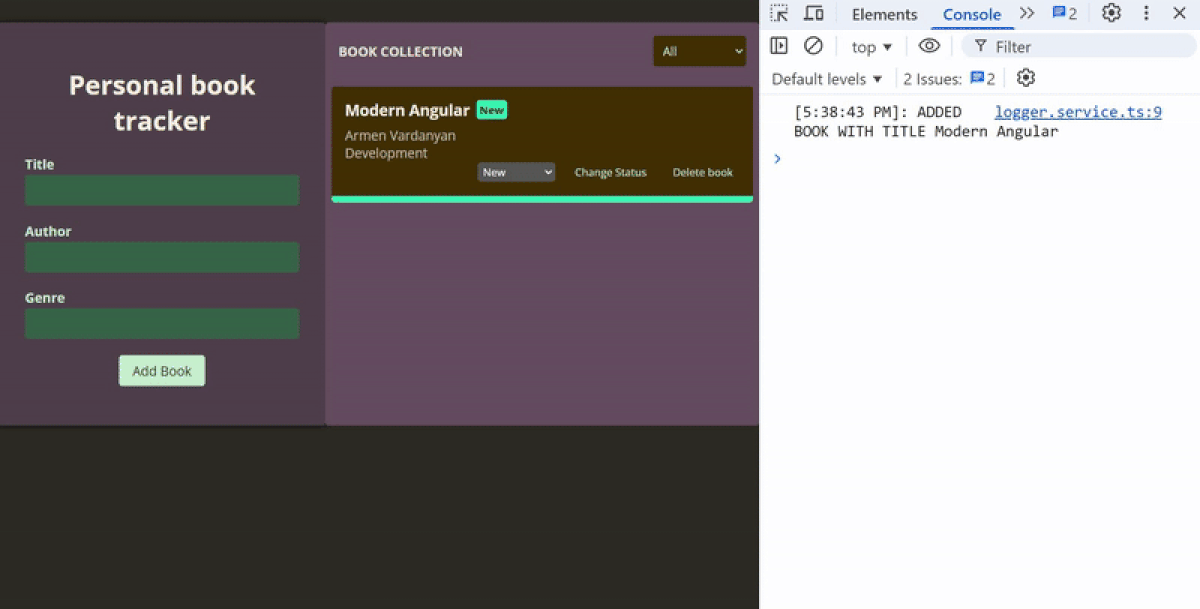 Personal book
tracker
Title
Author
Genre
Add Book
BOOK COLLECTION
All
Modern Angular New
Armen Vardanyan
Development
New
Change Status
Delete book
Elements
Console
2
top
Filter
Default levels
2 Issues: 2
[5:38:43 PM]: ADDED logger.service.ts:9
BOOK WITH TITLE Modern Angular